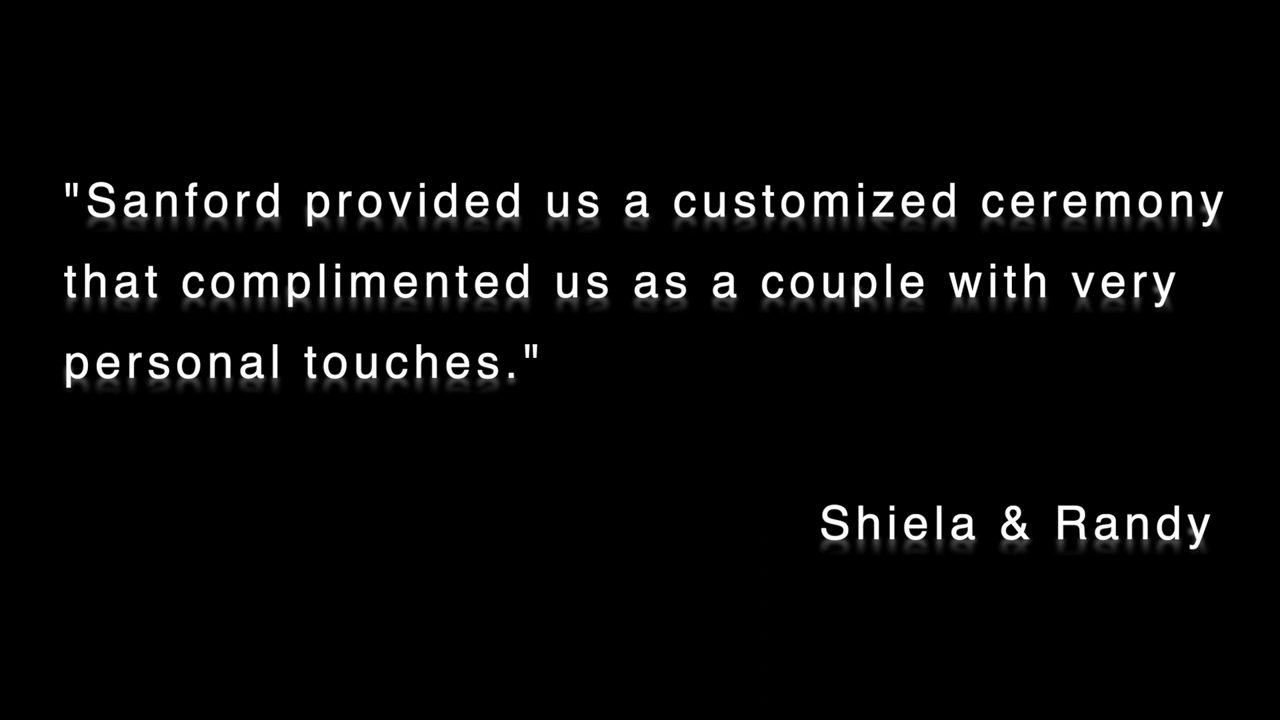 "Sanford provided us a customized ceremony
that complimented us as a couple with very
personal touches."
Shiela & Randy